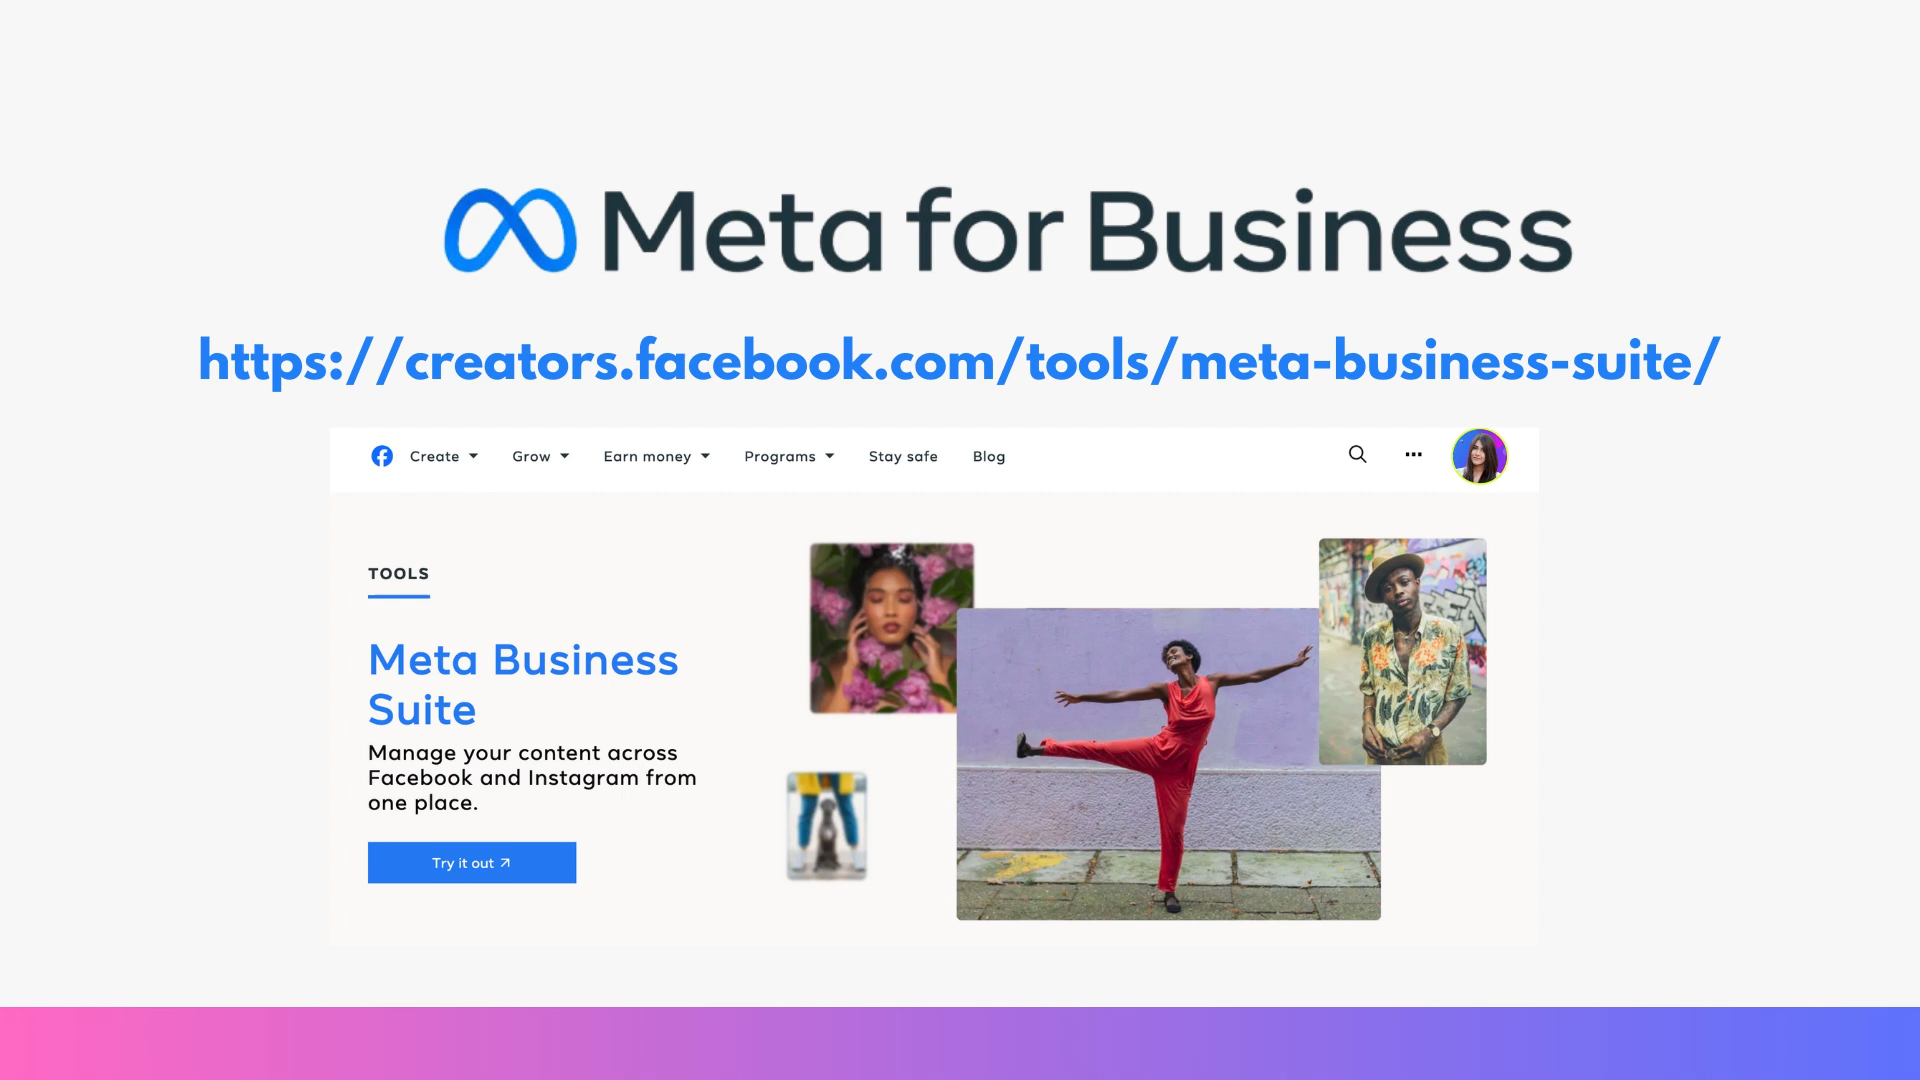 Meta for Business
https://creators.facebook.com/tools/meta-business-suite/
Create Grow Earn money Programs Stay safe Blog
TOOLS
Meta Business
Suite
Manage your content across
Facebook and Instagram from
one place.
Try it out